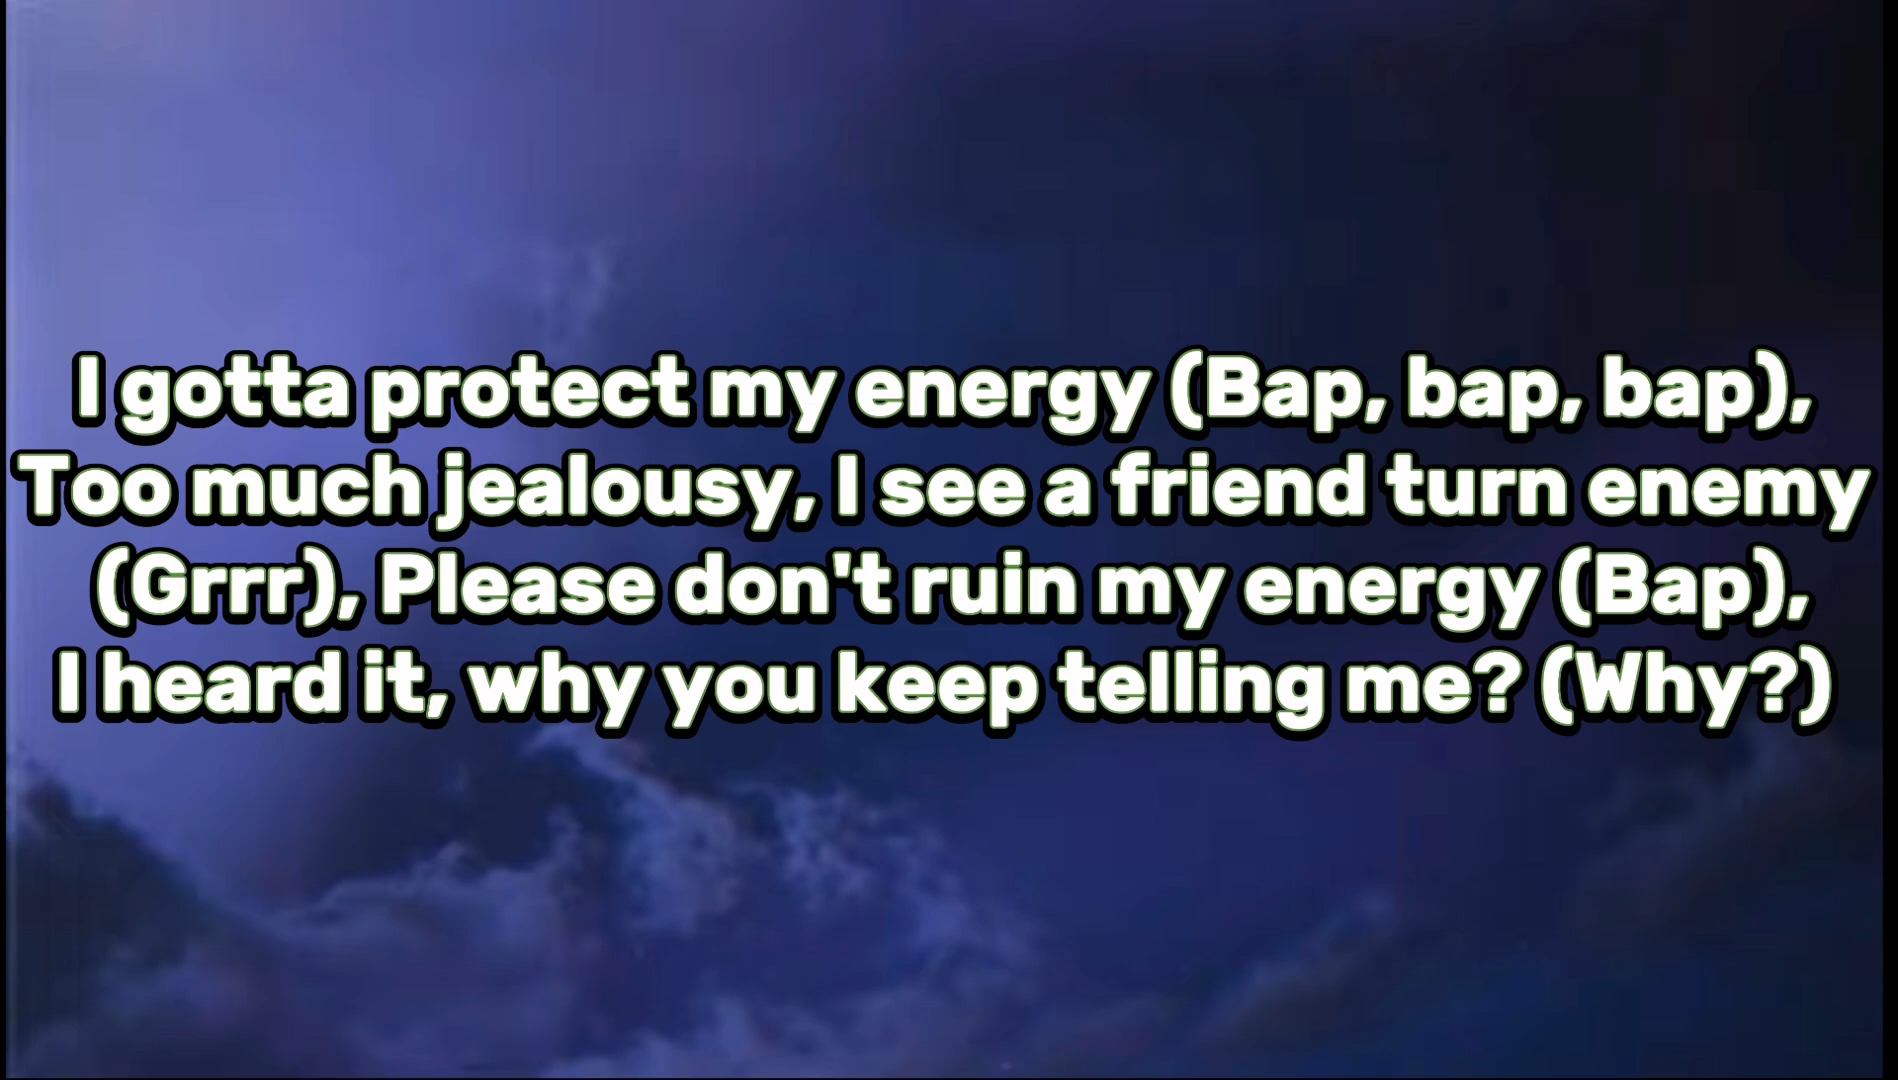 I gotta protect my energy (Bap, bap, bap),
Too much jealousy, I see a friend turn enemy
(Grrr), Please don't ruin my energy (Bap),
I heard it, why you keep telling me? (Why?)